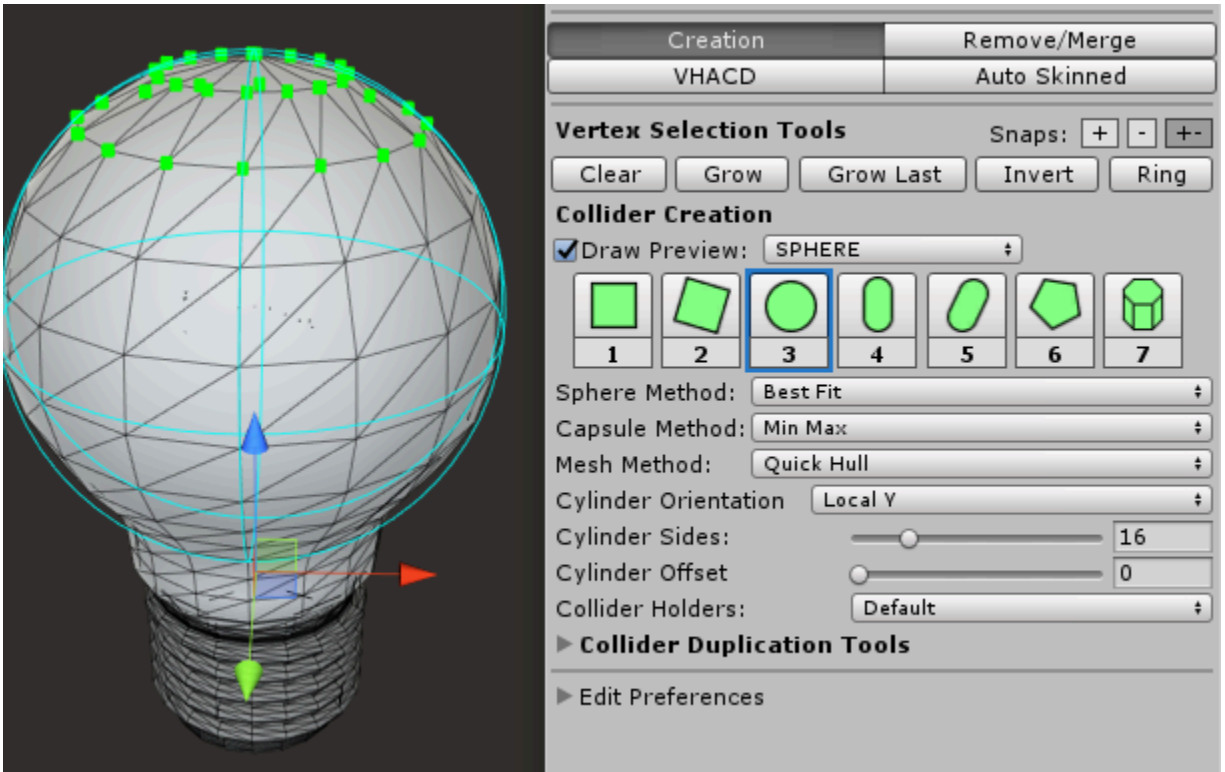 Creation Remove/Merge
VHACD Auto Skinned
Vertex Selection Tools Snaps: + - +-
Clear Grow Grow Last Invert Ring
Collider Creation
Draw Preview: SPHERE
1 2 3 4 5 6 7
Sphere Method: Best Fit
Capsule Method: Min Max
Mesh Method: Quick Hull
Cylinder Orientation Local Y
Cylinder Sides: 16
Cylinder Offset 0
Collider Holders: Default
Collider Duplication Tools
Edit Preferences